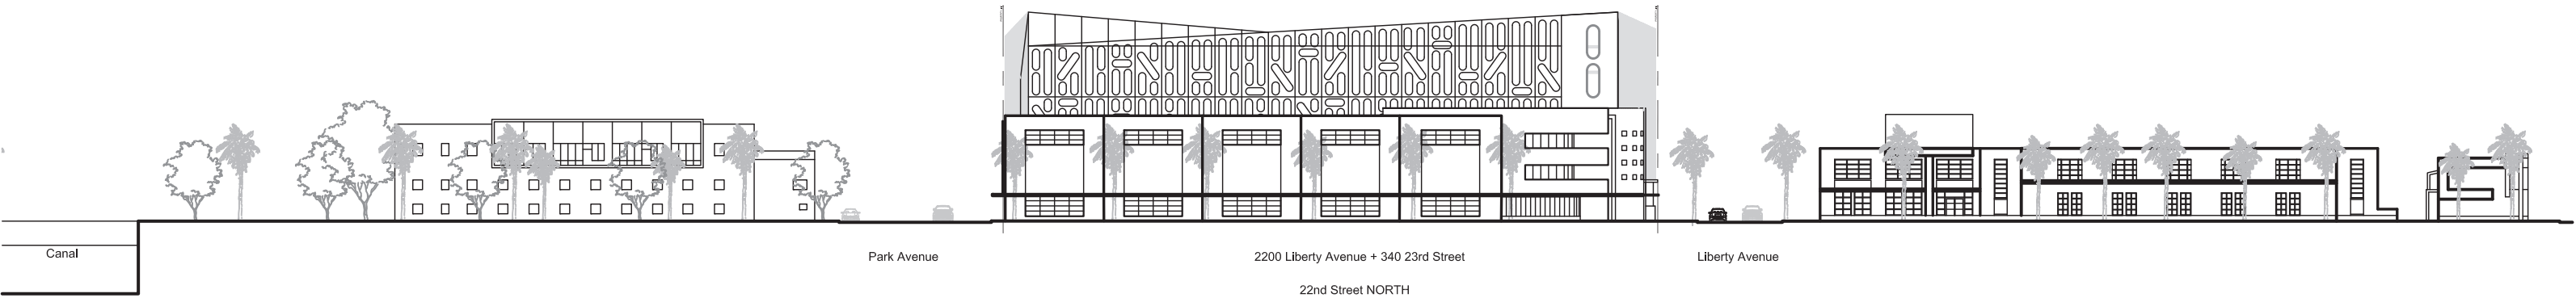 Canal
Park Avenue
2200 Liberty Avenue + 340 23rd Street
Liberty Avenue
22nd Street NORTH